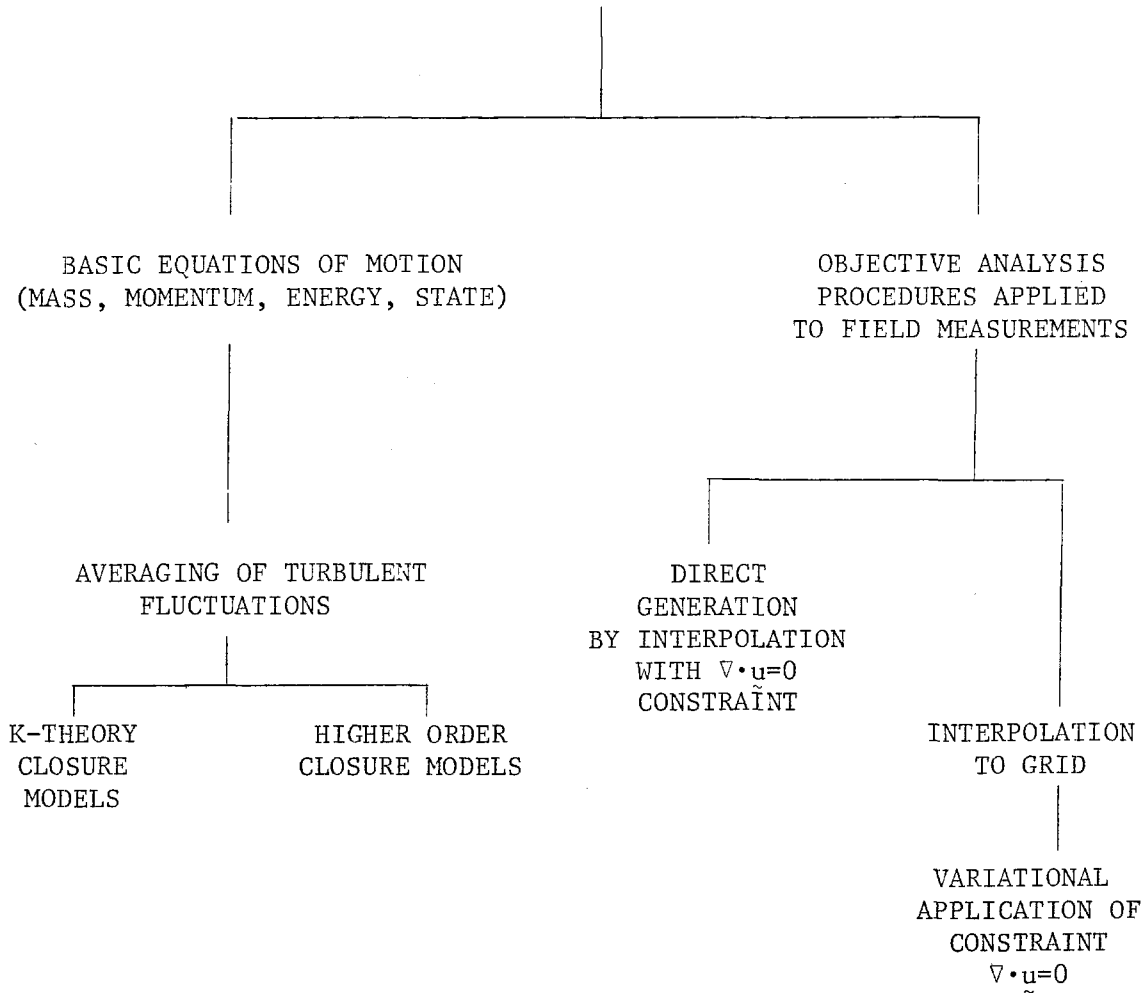 BASIC EQUATIONS OF MOTION
(MASS, MOMENTUM, ENERGY, STATE)
OBJECTIVE ANALYSIS
PROCEDURES APPLIED
TO FIELD MEASUREMENTS
AVERAGING OF TURBULENT
FLUCTUATIONS
K-THEORY
CLOSURE
MODELS
HIGHER ORDER
CLOSURE MODELS
DIRECT
GENERATION
BY INTERPOLATION
WITH ∇·ṵ=0
CONSTRAINT
INTERPOLATION
TO GRID
VARIATIONAL
APPLICATION OF
CONSTRAINT
∇·ṵ=0